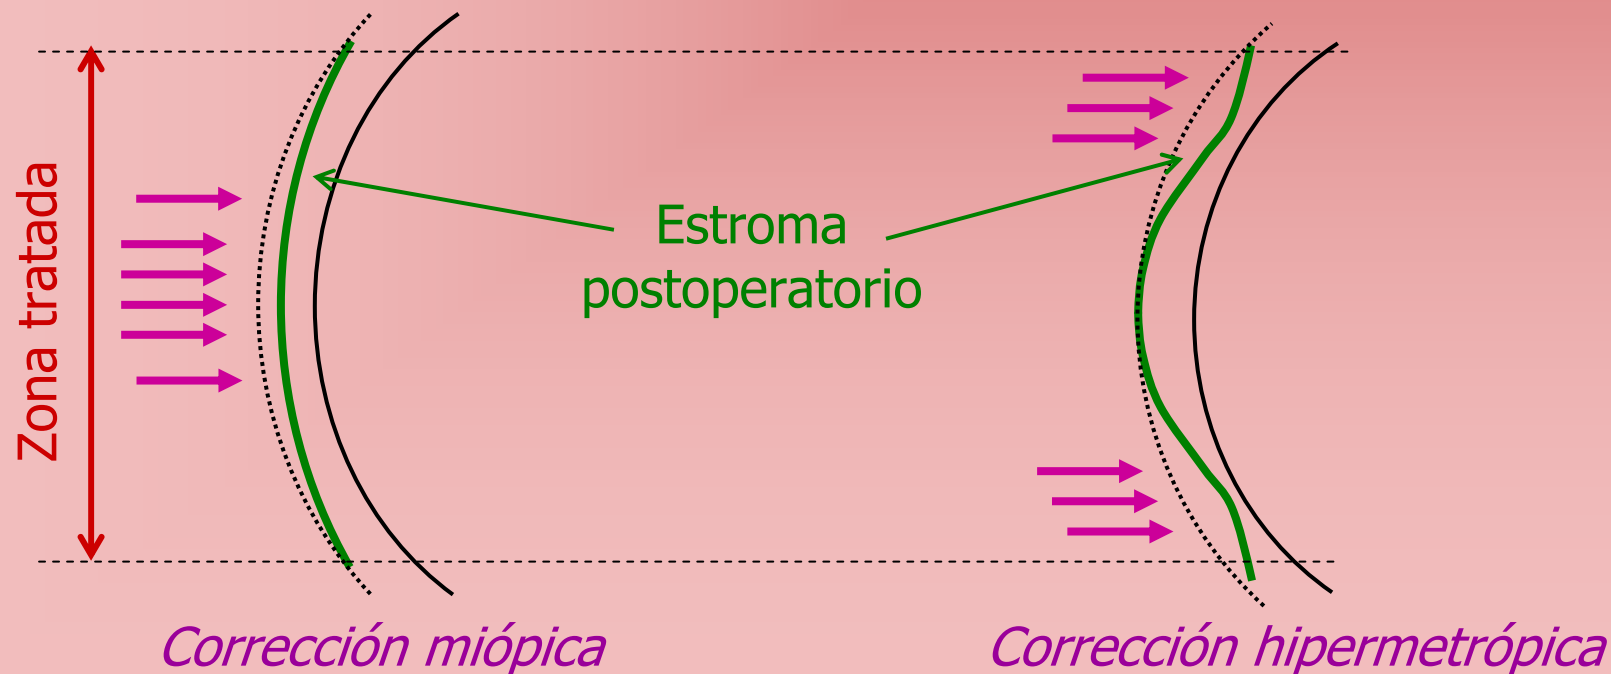 Zona tratada
Estroma
postoperatorio
Corrección miópica
Corrección hipermetrópica